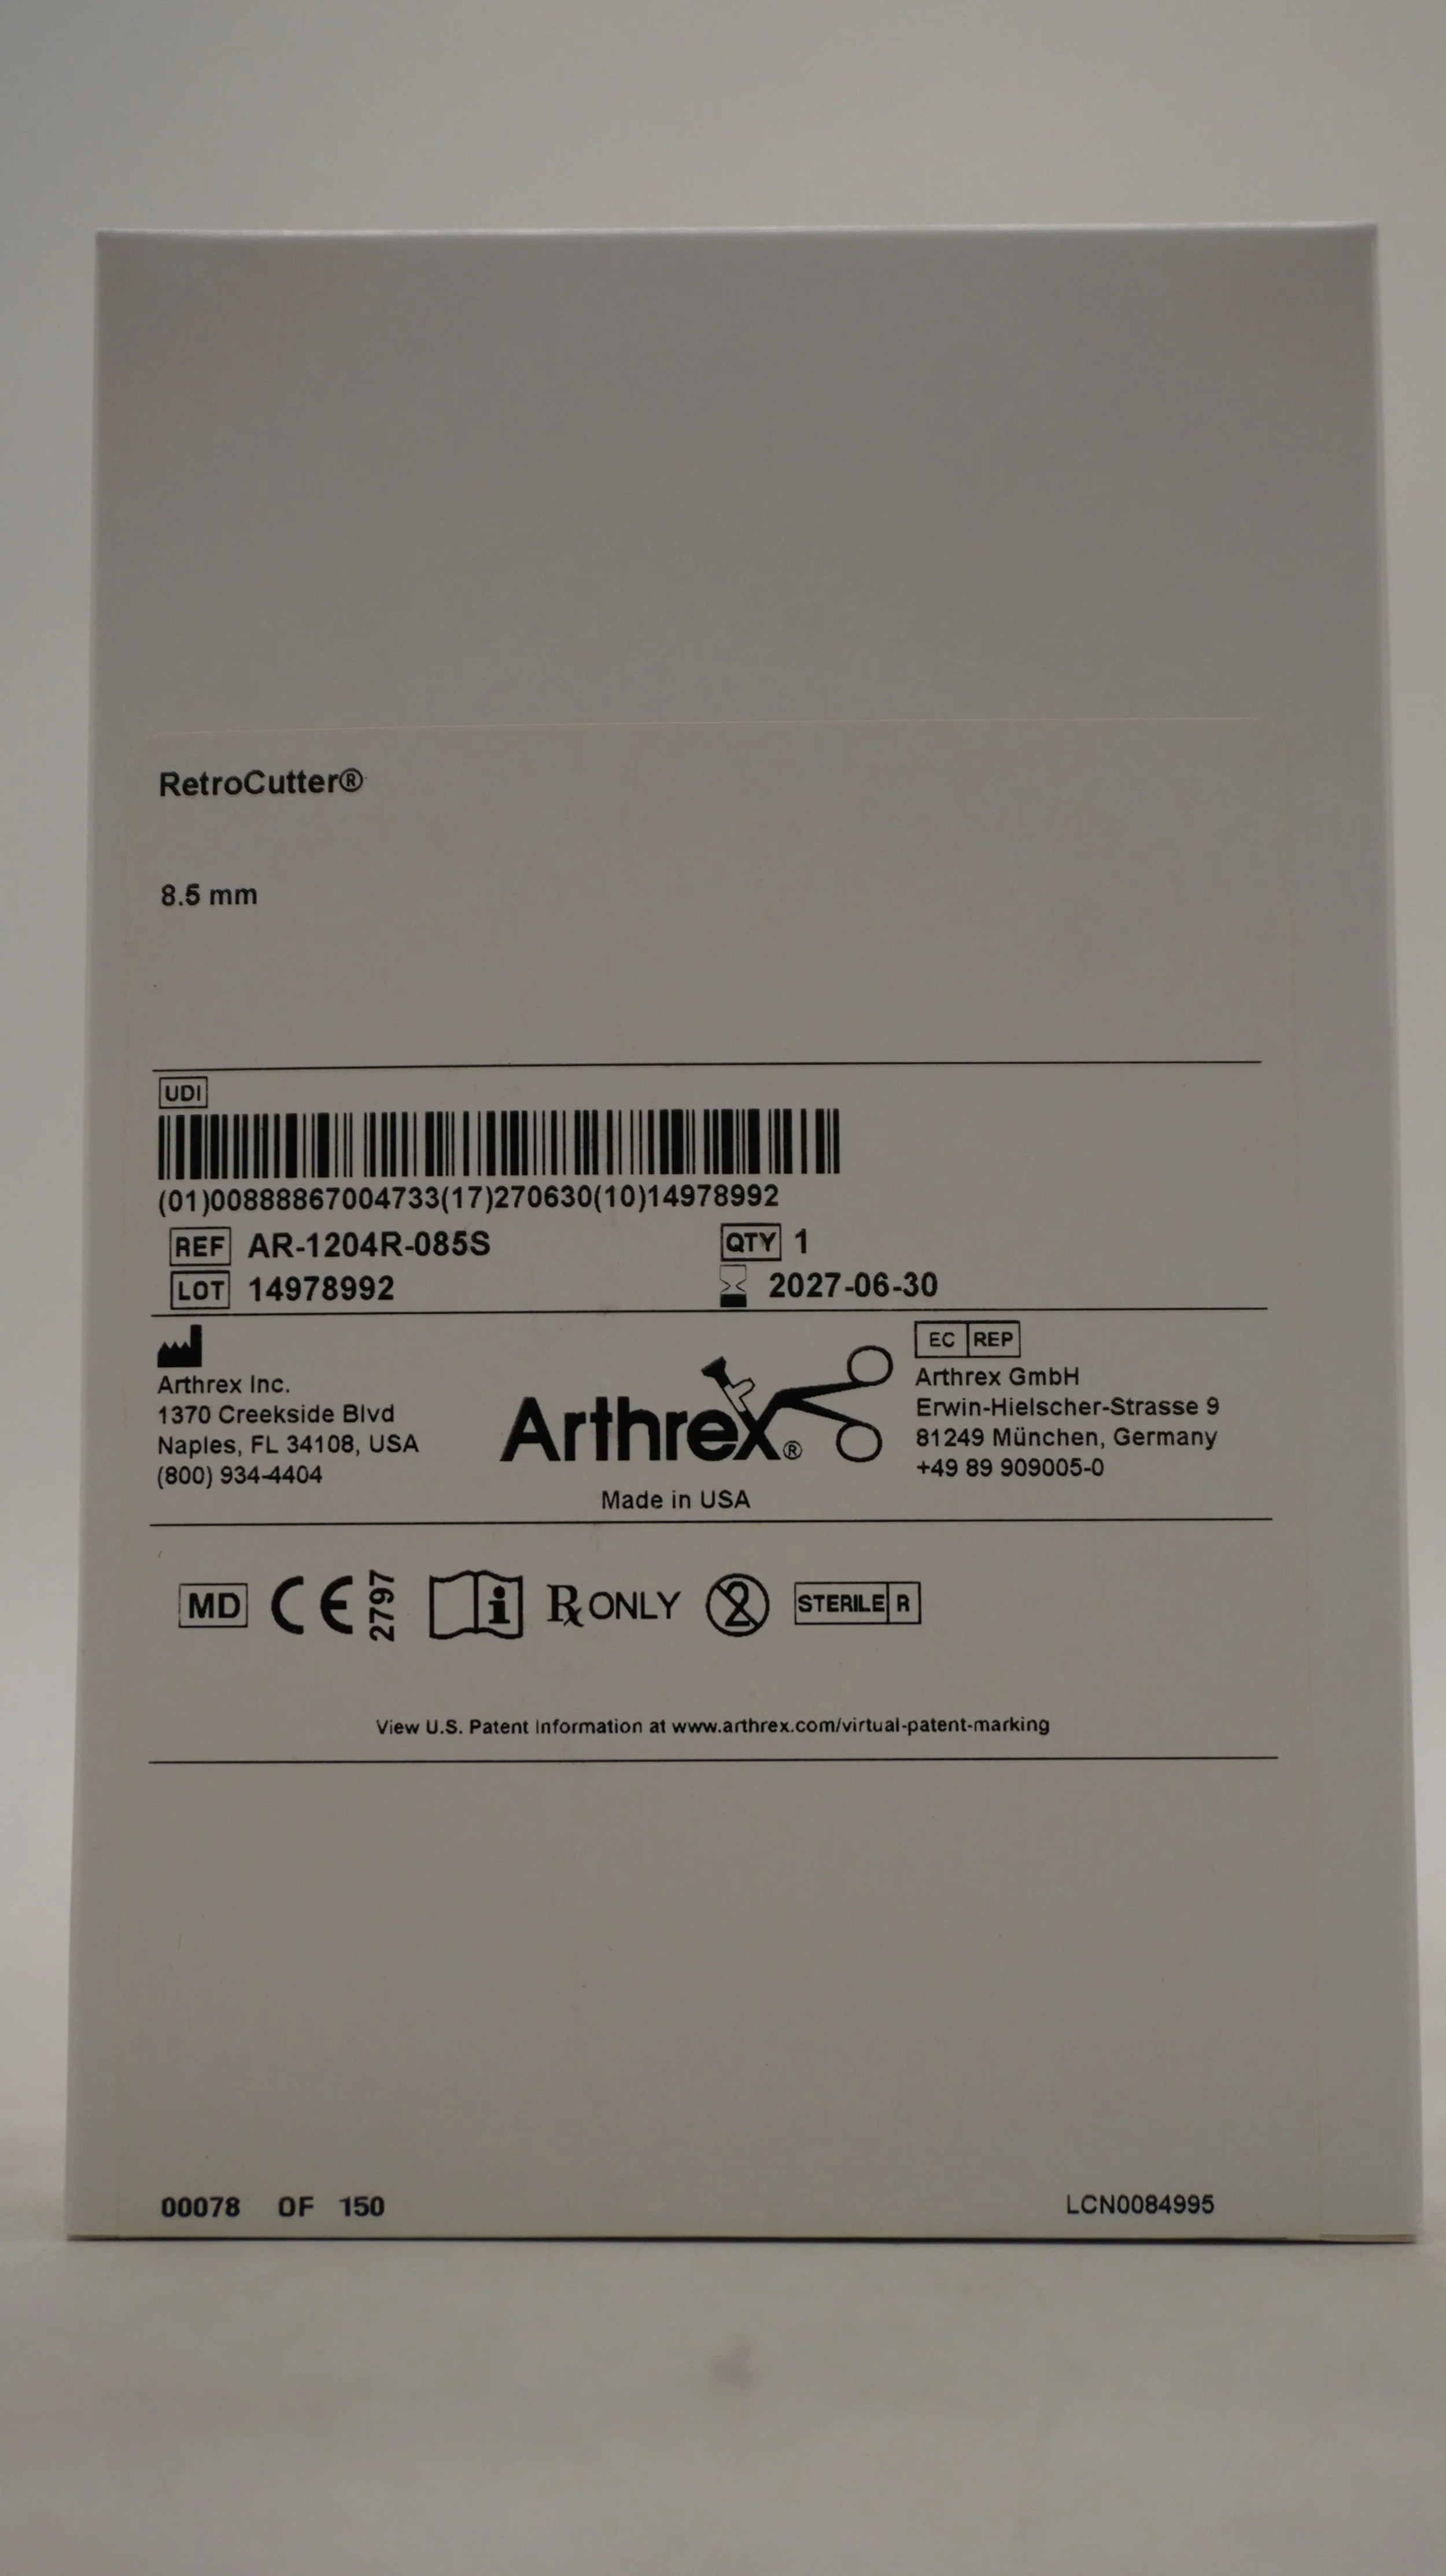 RetroCutter®
8.5 mm
UDI
(01)00888867004733(17)270630(10)14978992
REF AR-1204R-085S QTY 1
LOT 14978992 2027-06-30
Arthrex Inc.
1370 Creekside Blvd
Naples, FL 34108, USA
(800) 934-4404
Arthrex®
Made in USA
EC REP
Arthrex GmbH
Erwin-Hielscher-Strasse 9
81249 München, Germany
+49 89 909005-0
MD CE 2797 i Rx ONLY 2 STERILE R
View U.S. Patent Information at www.arthrex.com/virtual-patent-marking
00078 OF 150 LCN0084995